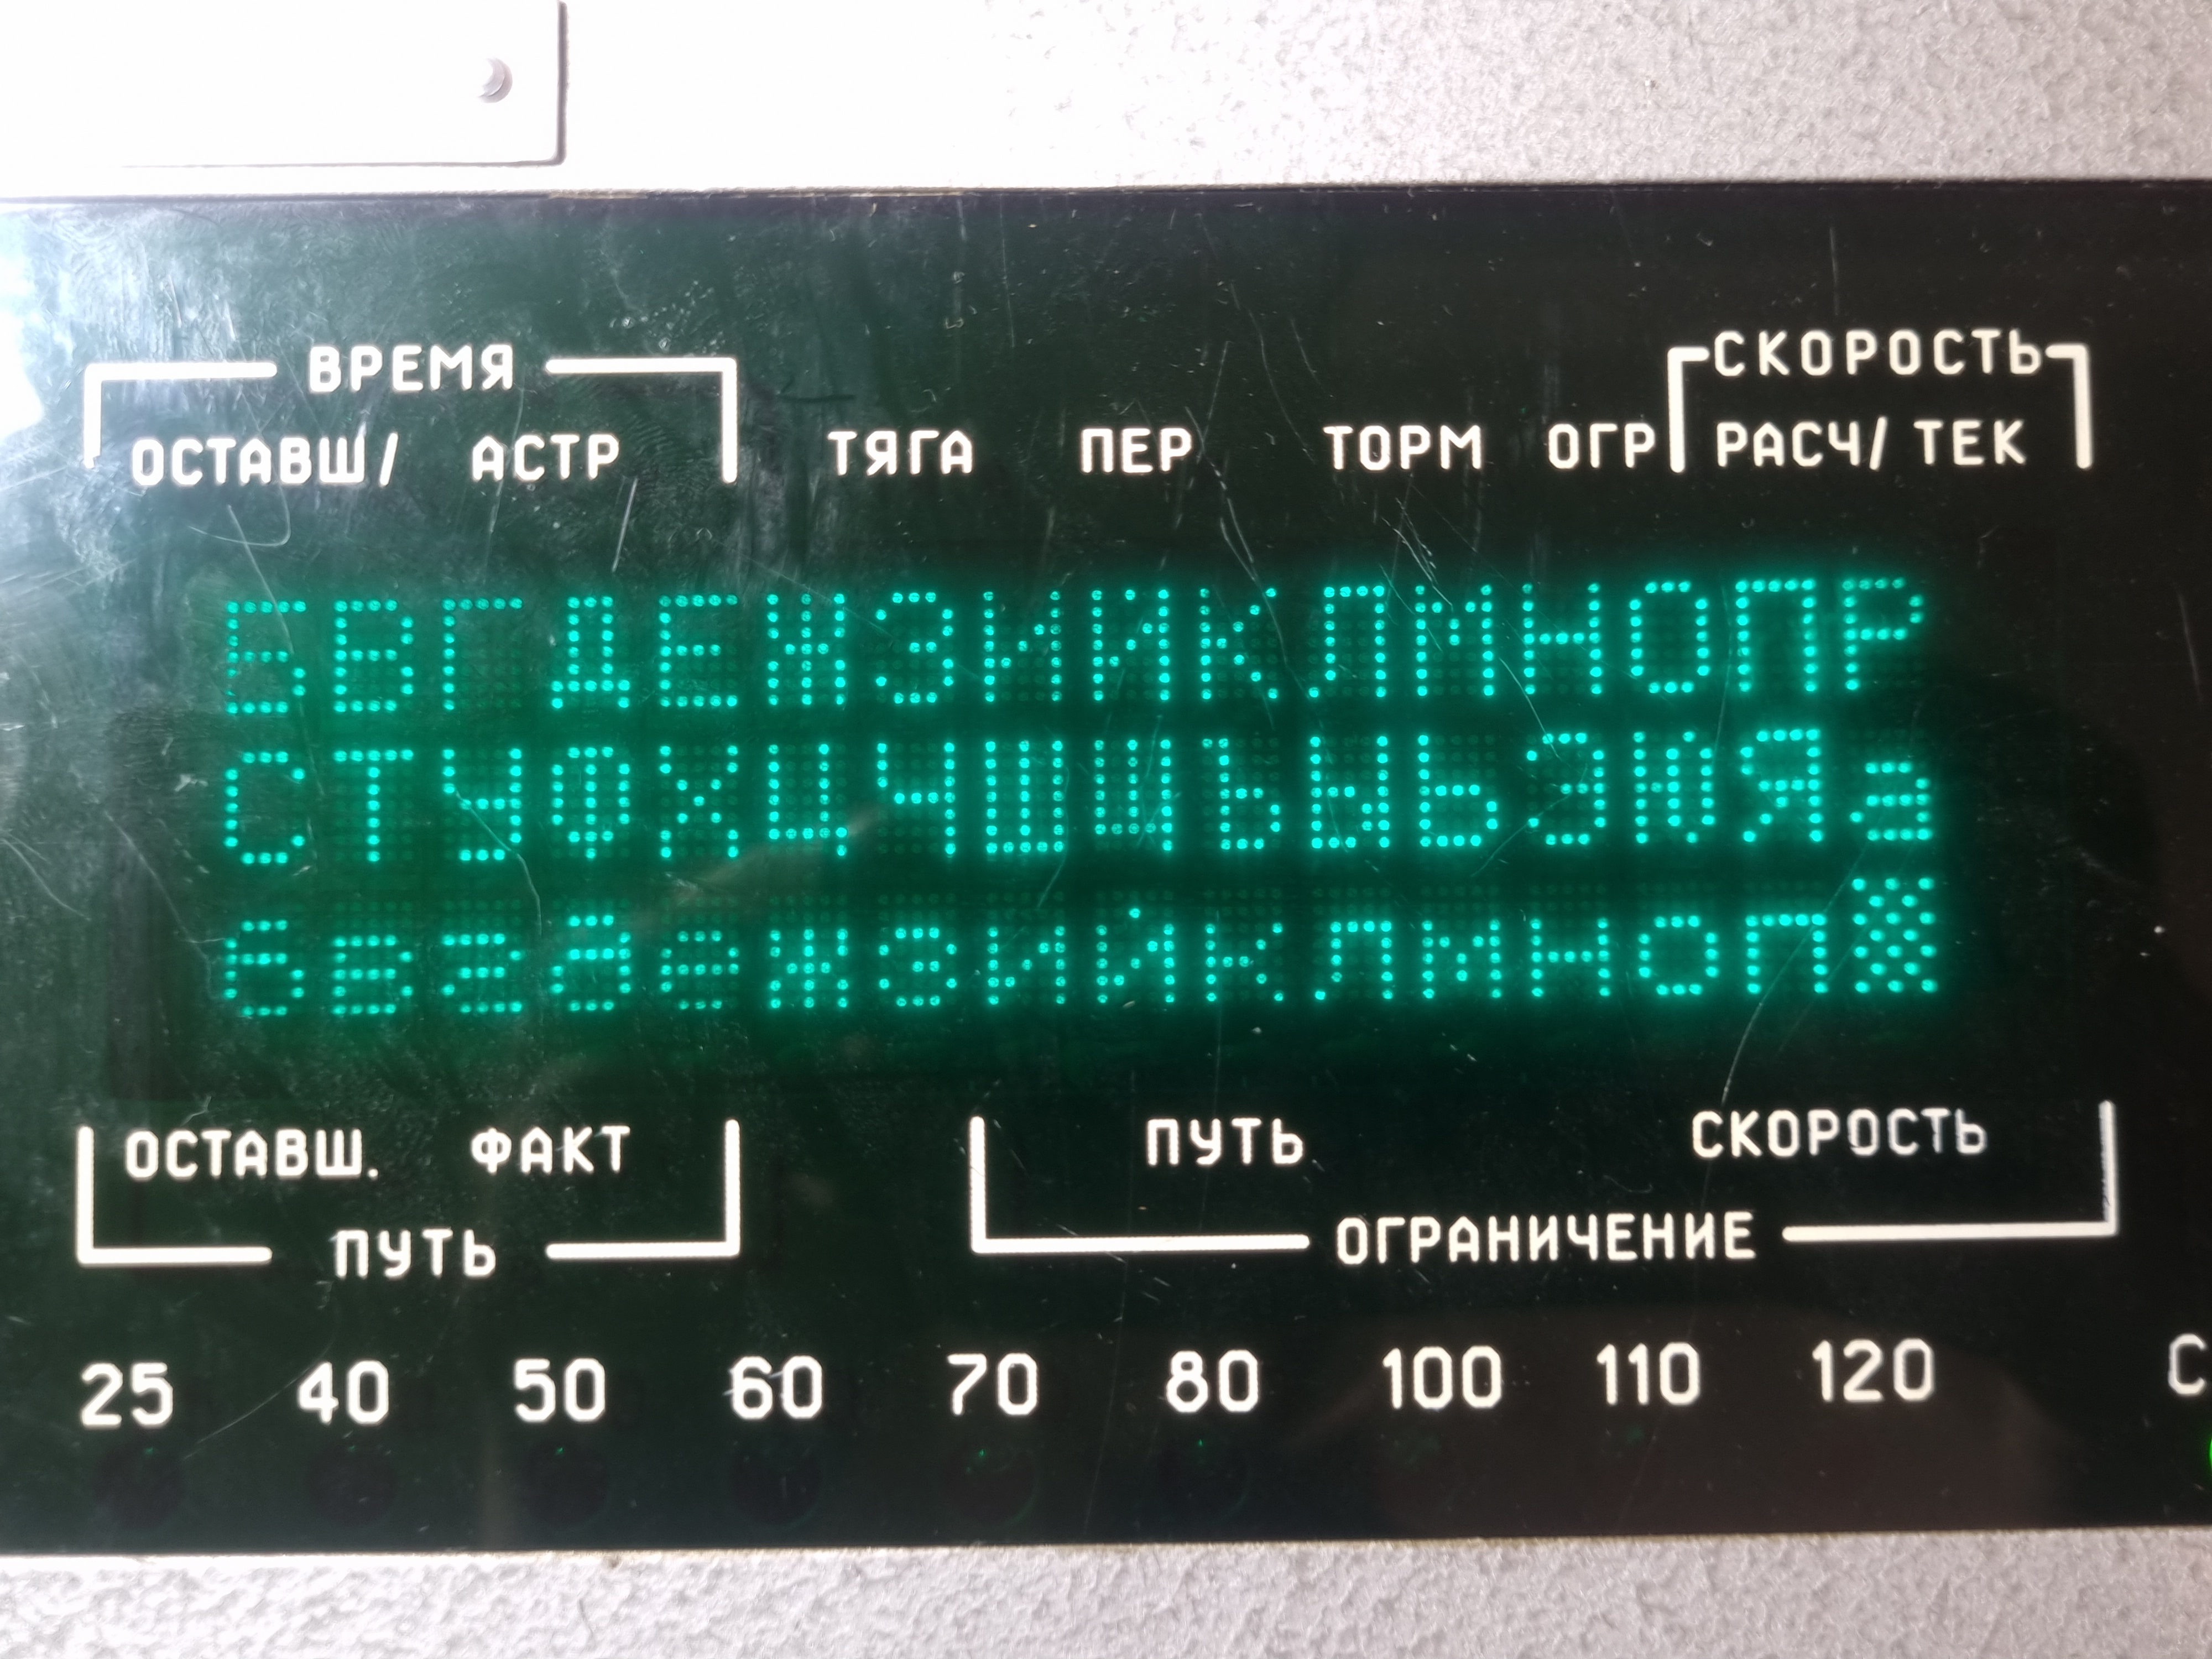 ВРЕМЯ СКОРОСТЬ
ОСТАВШ/ АСТР ТЯГА ПЕР ТОРМ ОГР РАСЧ/ ТЕК
БВГДЕЖЗИЙКЛМНОПР
СТУФХЦЧШЩЪЫЬЭЮЯа
бвгдежзийклмноп
ОСТАВШ. ФАКТ ПУТЬ СКОРОСТЬ
ПУТЬ ОГРАНИЧЕНИЕ
25 40 50 60 70 80 100 110 120